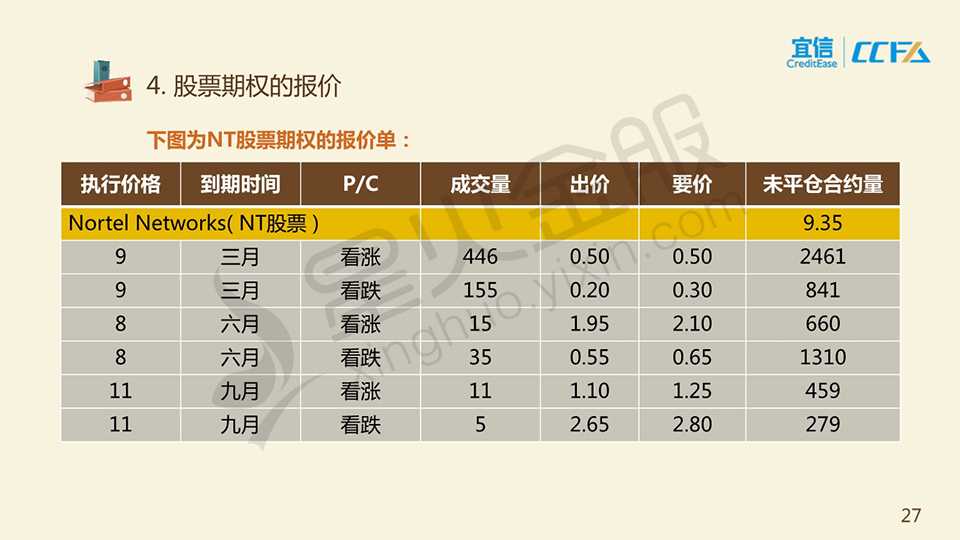 宜信
CreditEase
CCFA
4. 股票期权的报价
下图为NT股票期权的报价单：
执行价格 到期时间 P/C 成交量 出价 要价 未平仓合约量
Nortel Networks( NT股票 ) 9.35
9 三月 看涨 446 0.50 0.50 2461
9 三月 看跌 155 0.20 0.30 841
8 六月 看涨 15 1.95 2.10 660
8 六月 看跌 35 0.55 0.65 1310
11 九月 看涨 11 1.10 1.25 459
11 九月 看跌 5 2.65 2.80 279
星火金服
xinghuo.yixin.com
27